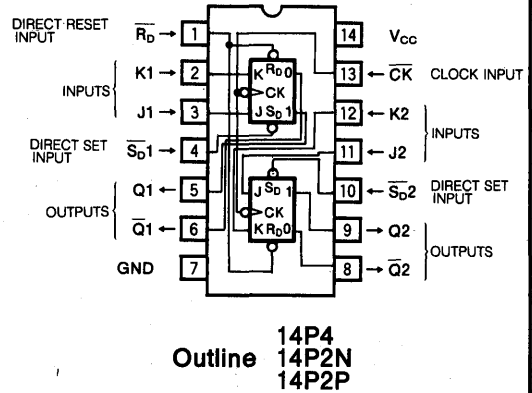 DIRECT RESET
INPUT
R̅D̅ → 1
14 VCC
K1 → 2
13 ← C̅K̅ CLOCK INPUT
INPUTS
J1 → 3
12 ← K2
INPUTS
DIRECT SET
INPUT
S̅D̅1 → 4
11 ← J2
Q1 ← 5
10 ← S̅D̅2 DIRECT SET
INPUT
OUTPUTS
Q̅1 ← 6
9 → Q2
OUTPUTS
GND 7
8 → Q̅2
K RD 0
CK
J SD 1
J SD 1
CK
K RD 0
14P4
Outline 14P2N
14P2P